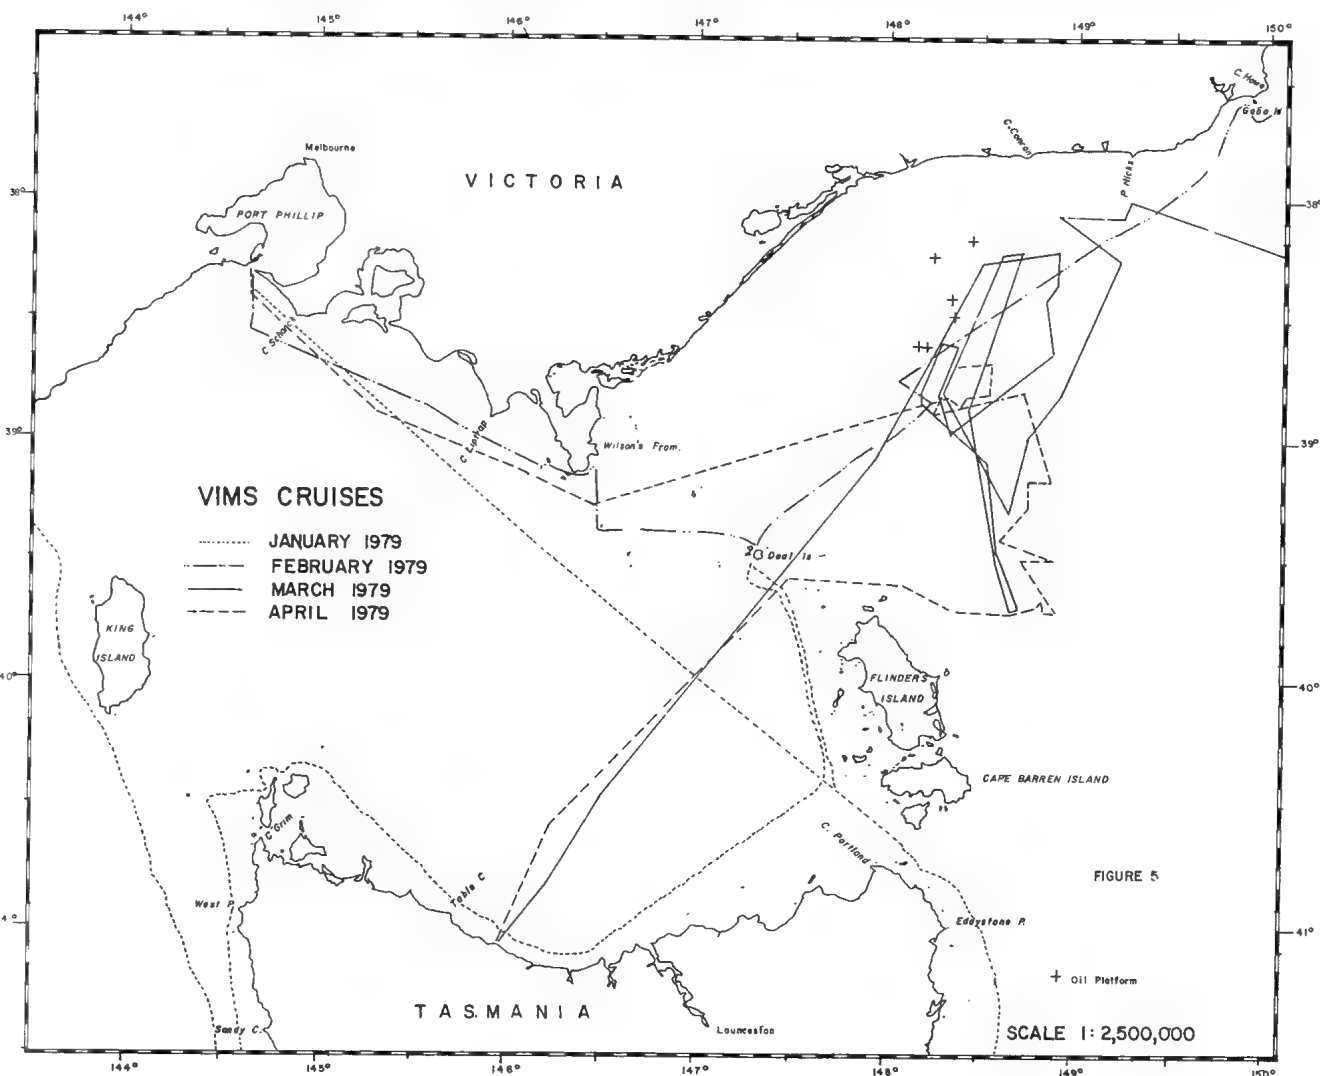 144° 145° 146° 147° 148° 149° 150°
C. Howe
Gabo Is
C. Conran
Melbourne
VICTORIA
P. Hicks
38° 38°
PORT PHILLIP
C Schanck
39° 39°
C Liptrap
Wilson's Prom.
VIMS CRUISES
JANUARY 1979
FEBRUARY 1979
MARCH 1979
APRIL 1979
Deal Is
KING
ISLAND
40° 40°
FLINDERS
ISLAND
CAPE BARREN ISLAND
C Grim
C. Portland
Table C
FIGURE 5
West P.
4° 41°
Eddystone P.
Oil Platform
TASMANIA
Sandy C.
Launceston
SCALE 1:2,500,000
144° 145° 146° 147° 148° 149° 150°